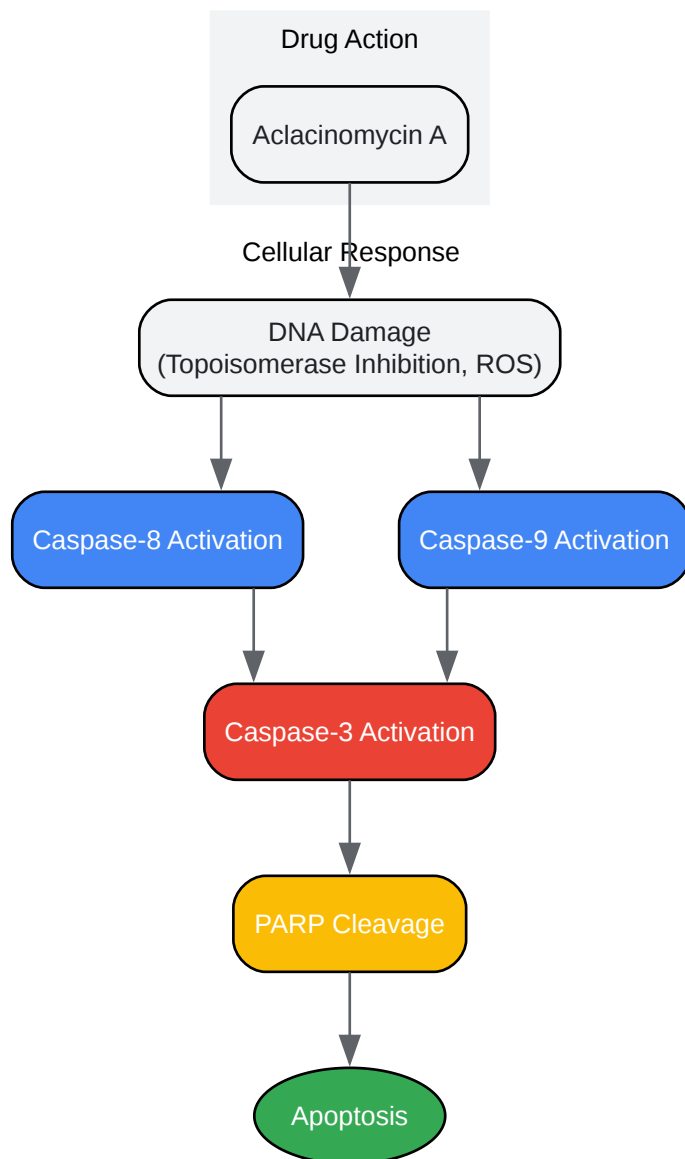 Drug Action
Aclacinomycin A
Cellular Response
DNA Damage
(Topoisomerase Inhibition, ROS)
Caspase-8 Activation
Caspase-9 Activation
Caspase-3 Activation
PARP Cleavage
Apoptosis